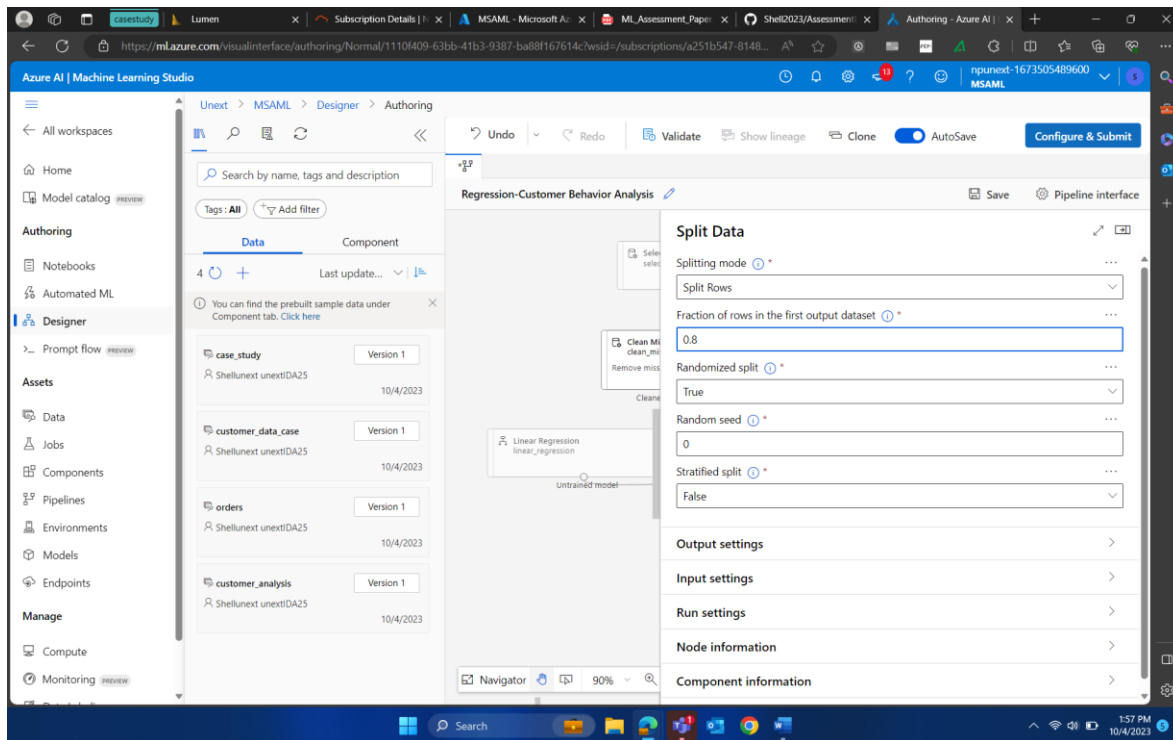 casestudy
Lumen
Subscription Details | N
MSAML - Microsoft Az
ML_Assessment_Paper
Shell2023/Assessment
Authoring - Azure AI |
https://ml.azure.com/visualinterface/authoring/Normal/1110f409-63bb-41b3-9387-ba88f167614c?wsid=/subscriptions/a251b547-8148...
Azure AI | Machine Learning Studio
13
npunext-1673505489600
MSAML
S
All workspaces
Home
Model catalog PREVIEW
Authoring
Notebooks
Automated ML
Designer
Prompt flow PREVIEW
Assets
Data
Jobs
Components
Pipelines
Environments
Models
Endpoints
Manage
Compute
Monitoring PREVIEW
Unext > MSAML > Designer > Authoring
Search by name, tags and description
Tags : All
Add filter
Data
Component
4
Last update...
You can find the prebuilt sample data under
Component tab. Click here
case_study
Version 1
Shellunext unextIDA25
10/4/2023
customer_data_case
Version 1
Shellunext unextIDA25
10/4/2023
orders
Version 1
Shellunext unextIDA25
10/4/2023
customer_analysis
Version 1
Shellunext unextIDA25
10/4/2023
Undo
Redo
Validate
Show lineage
Clone
AutoSave
Configure & Submit
Regression-Customer Behavior Analysis
Save
Pipeline interface
Sele
selec
Clean Mi
clean_mi
Remove miss
Cleane
Linear Regression
linear_regression
Untrained model
Navigator
90%
Split Data
Splitting mode *
Split Rows
Fraction of rows in the first output dataset *
0.8
Randomized split *
True
Random seed *
0
Stratified split *
False
Output settings
Input settings
Run settings
Node information
Component information
Search
1:57 PM
10/4/2023